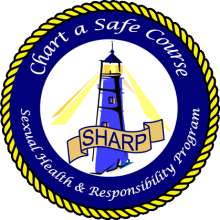 Chart a Safe Course
SHARP
Sexual Health & Responsibility Program